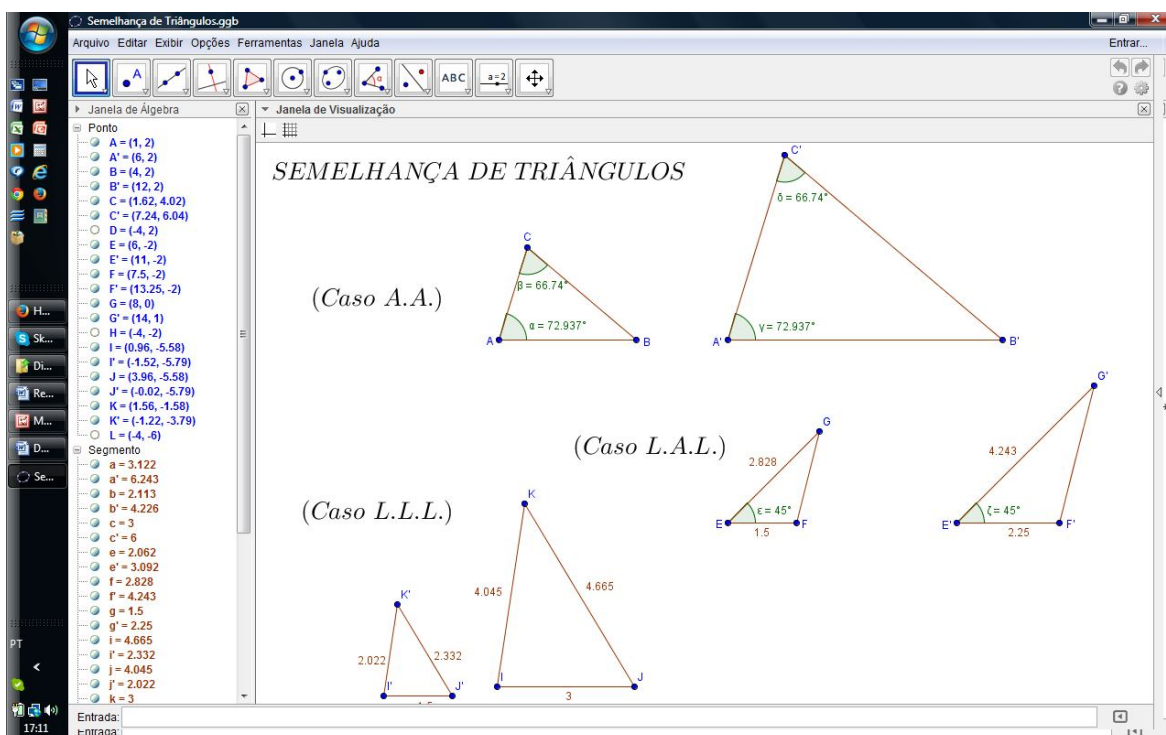 Semelhança de Triângulos.ggb
Arquivo Editar Exibir Opções Ferramentas Janela Ajuda
Entrar...
A
α
ABC
a=2
Janela de Álgebra
Janela de Visualização
Ponto
A = (1, 2)
A' = (6, 2)
B = (4, 2)
B' = (12, 2)
C = (1.62, 4.02)
C' = (7.24, 6.04)
D = (-4, 2)
E = (6, -2)
E' = (11, -2)
F = (7.5, -2)
F' = (13.25, -2)
G = (8, 0)
G' = (14, 1)
H = (-4, -2)
I = (0.96, -5.58)
I' = (-1.52, -5.79)
J = (3.96, -5.58)
J' = (-0.02, -5.79)
K = (1.56, -1.58)
K' = (-1.22, -3.79)
L = (-4, -6)
Segmento
a = 3.122
a' = 6.243
b = 2.113
b' = 4.226
c = 3
c' = 6
e = 2.062
e' = 3.092
f = 2.828
f' = 4.243
g = 1.5
g' = 2.25
i = 4.665
i' = 2.332
j = 4.045
j' = 2.022
k = 3
SEMELHANÇA DE TRIÂNGULOS
(Caso A.A.)
C
β = 66.74°
α = 72.937°
A
B
C'
δ = 66.74°
γ = 72.937°
A'
B'
(Caso L.A.L.)
G
2.828
ε = 45°
E
F
1.5
G'
4.243
ζ = 45°
E'
F'
2.25
(Caso L.L.L.)
K
4.045
4.665
I
J
3
K'
2.022
2.332
I'
J'
Entrada:
Entrada:
H...
Sk...
Di...
Re...
M...
D...
Se...
PT
17:11